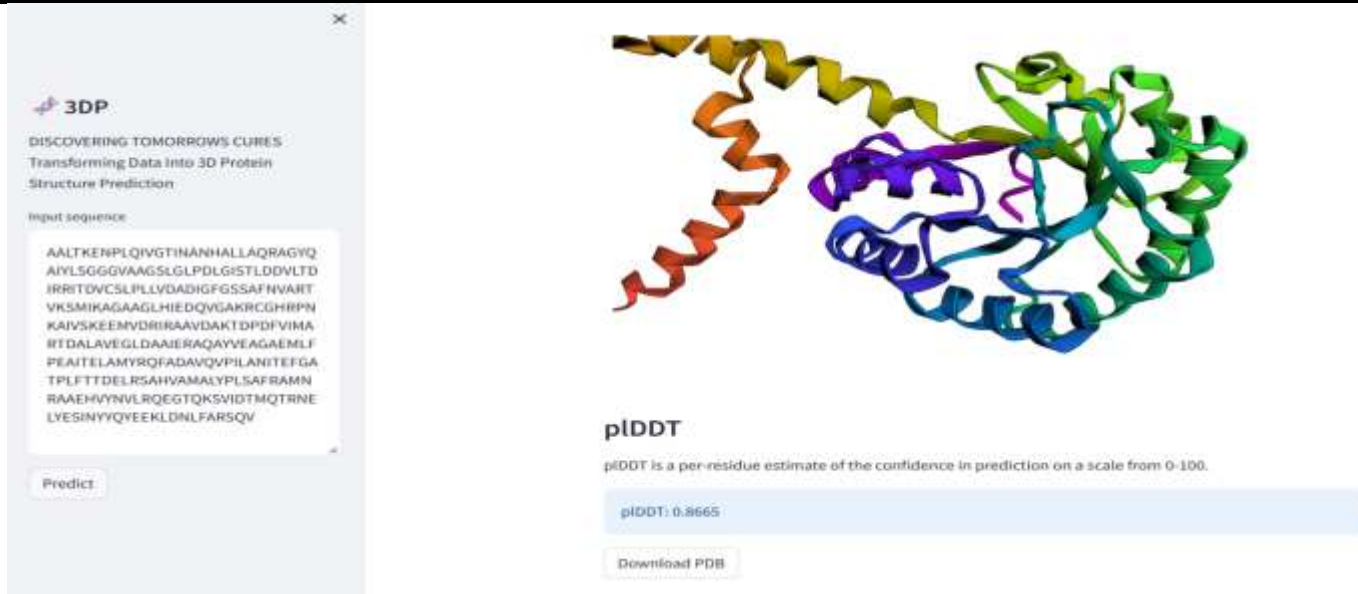 ×
3DP
DISCOVERING TOMORROWS CURES
Transforming Data Into 3D Protein
Structure Prediction
Input sequence
AALTKENPLQIVGTINANHALLAQRAGYQ
AIYLSGGGVAAGSLGLPDLGISTLDDVLTD
IRRITDVCSLPLLVDADIGFGSSAFNVART
VKSMIKAGAAGLHIEDQVGAKRCGHRPN
KAIVSKEEMVDRIRAAVDAKTDPDFVIMA
RTDALAVEGLDAAIERAQAYVEAGAEMLF
PEAITELAMYRQFADAVQVPILANITEFGA
TPLFTTDELRSAHVAMALYPLSAFRAMN
RAAEHVYNVLRQEGTQKSVIDTMQTRNE
LYESINYYQYEEKLDNLFARSQV
Predict
plDDT
plDDT is a per-residue estimate of the confidence in prediction on a scale from 0-100.
plDDT: 0.8665
Download PDB